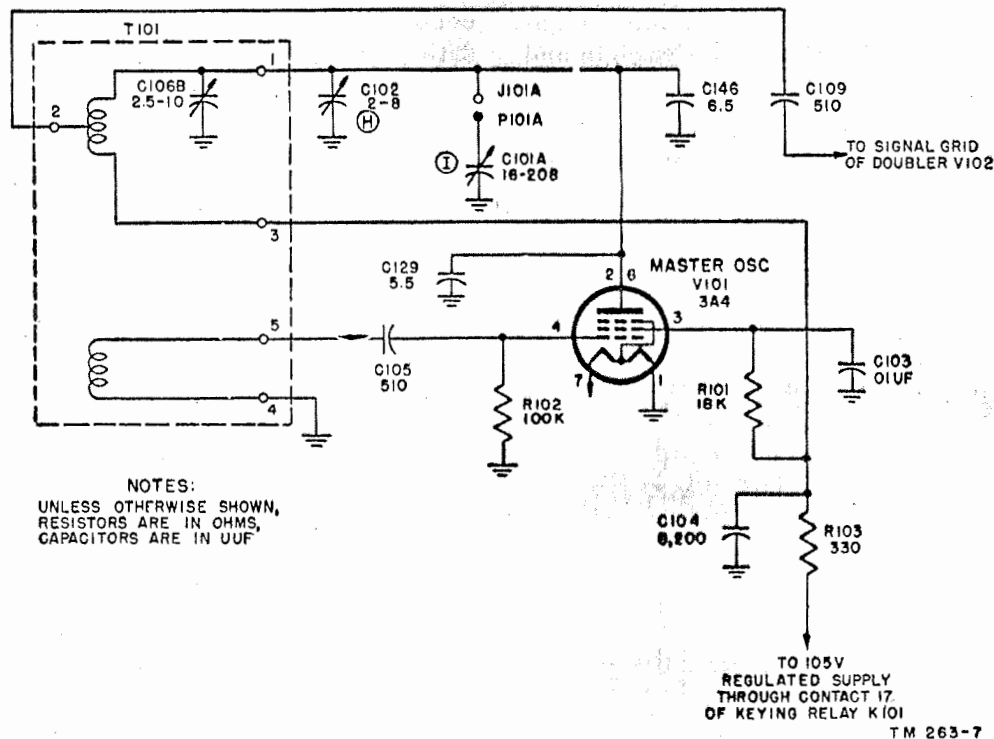 T101
1
C106B
2.5-10
C102
2-8
H
J101A
P101A
I
C101A
16-208
C146
6.5
C109
510
2
TO SIGNAL GRID
OF DOUBLER V102
3
C129
5.5
2 6
MASTER OSC
V101
3A4
5
4
3
C105
510
7
1
C103
01UF
R101
18K
4
R102
100K
NOTES:
UNLESS OTHERWISE SHOWN,
RESISTORS ARE IN OHMS,
CAPACITORS ARE IN UUF
C104
6,200
R103
330
TO 105V
REGULATED SUPPLY
THROUGH CONTACT 17
OF KEYING RELAY K101
TM 263-7